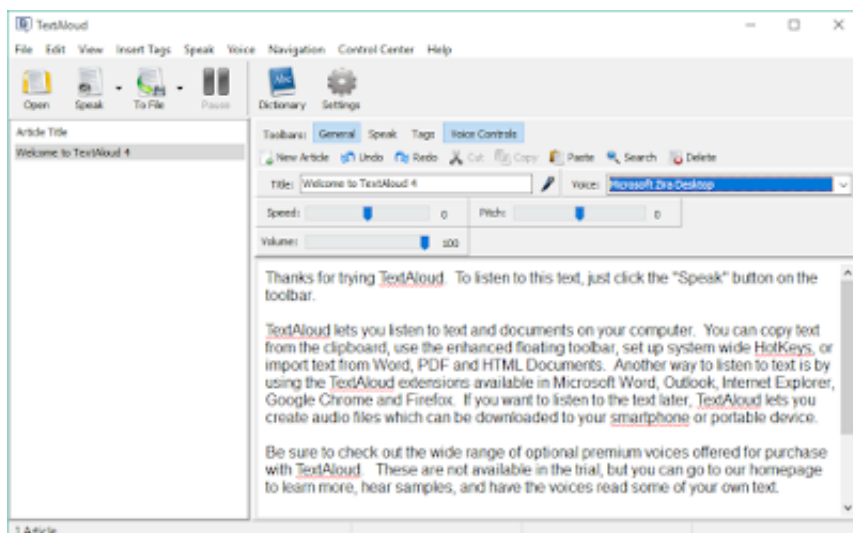 TextAloud
File Edit View Insert Tags Speak Voice Navigation Control Center Help
Open Speak To File Pause Dictionary Settings
Article Title
Welcome to TextAloud 4
Toolbars: General Speak Tags Voice Controls
New Article Undo Redo Cut Copy Paste Search Delete
Title: Welcome to TextAloud 4 Voice: Microsoft Zira Desktop
Speed: 0 Pitch: 0
Volume: 100
Thanks for trying TextAloud. To listen to this text, just click the "Speak" button on the
toolbar.
TextAloud lets you listen to text and documents on your computer. You can copy text
from the clipboard, use the enhanced floating toolbar, set up system wide HotKeys, or
import text from Word, PDF and HTML Documents. Another way to listen to text is by
using the TextAloud extensions available in Microsoft Word, Outlook, Internet Explorer,
Google Chrome and Firefox. If you want to listen to the text later, TextAloud lets you
create audio files which can be downloaded to your smartphone or portable device.
Be sure to check out the wide range of optional premium voices offered for purchase
with TextAloud. These are not available in the trial, but you can go to our homepage
to learn more, hear samples, and have the voices read some of your own text.
1 Article